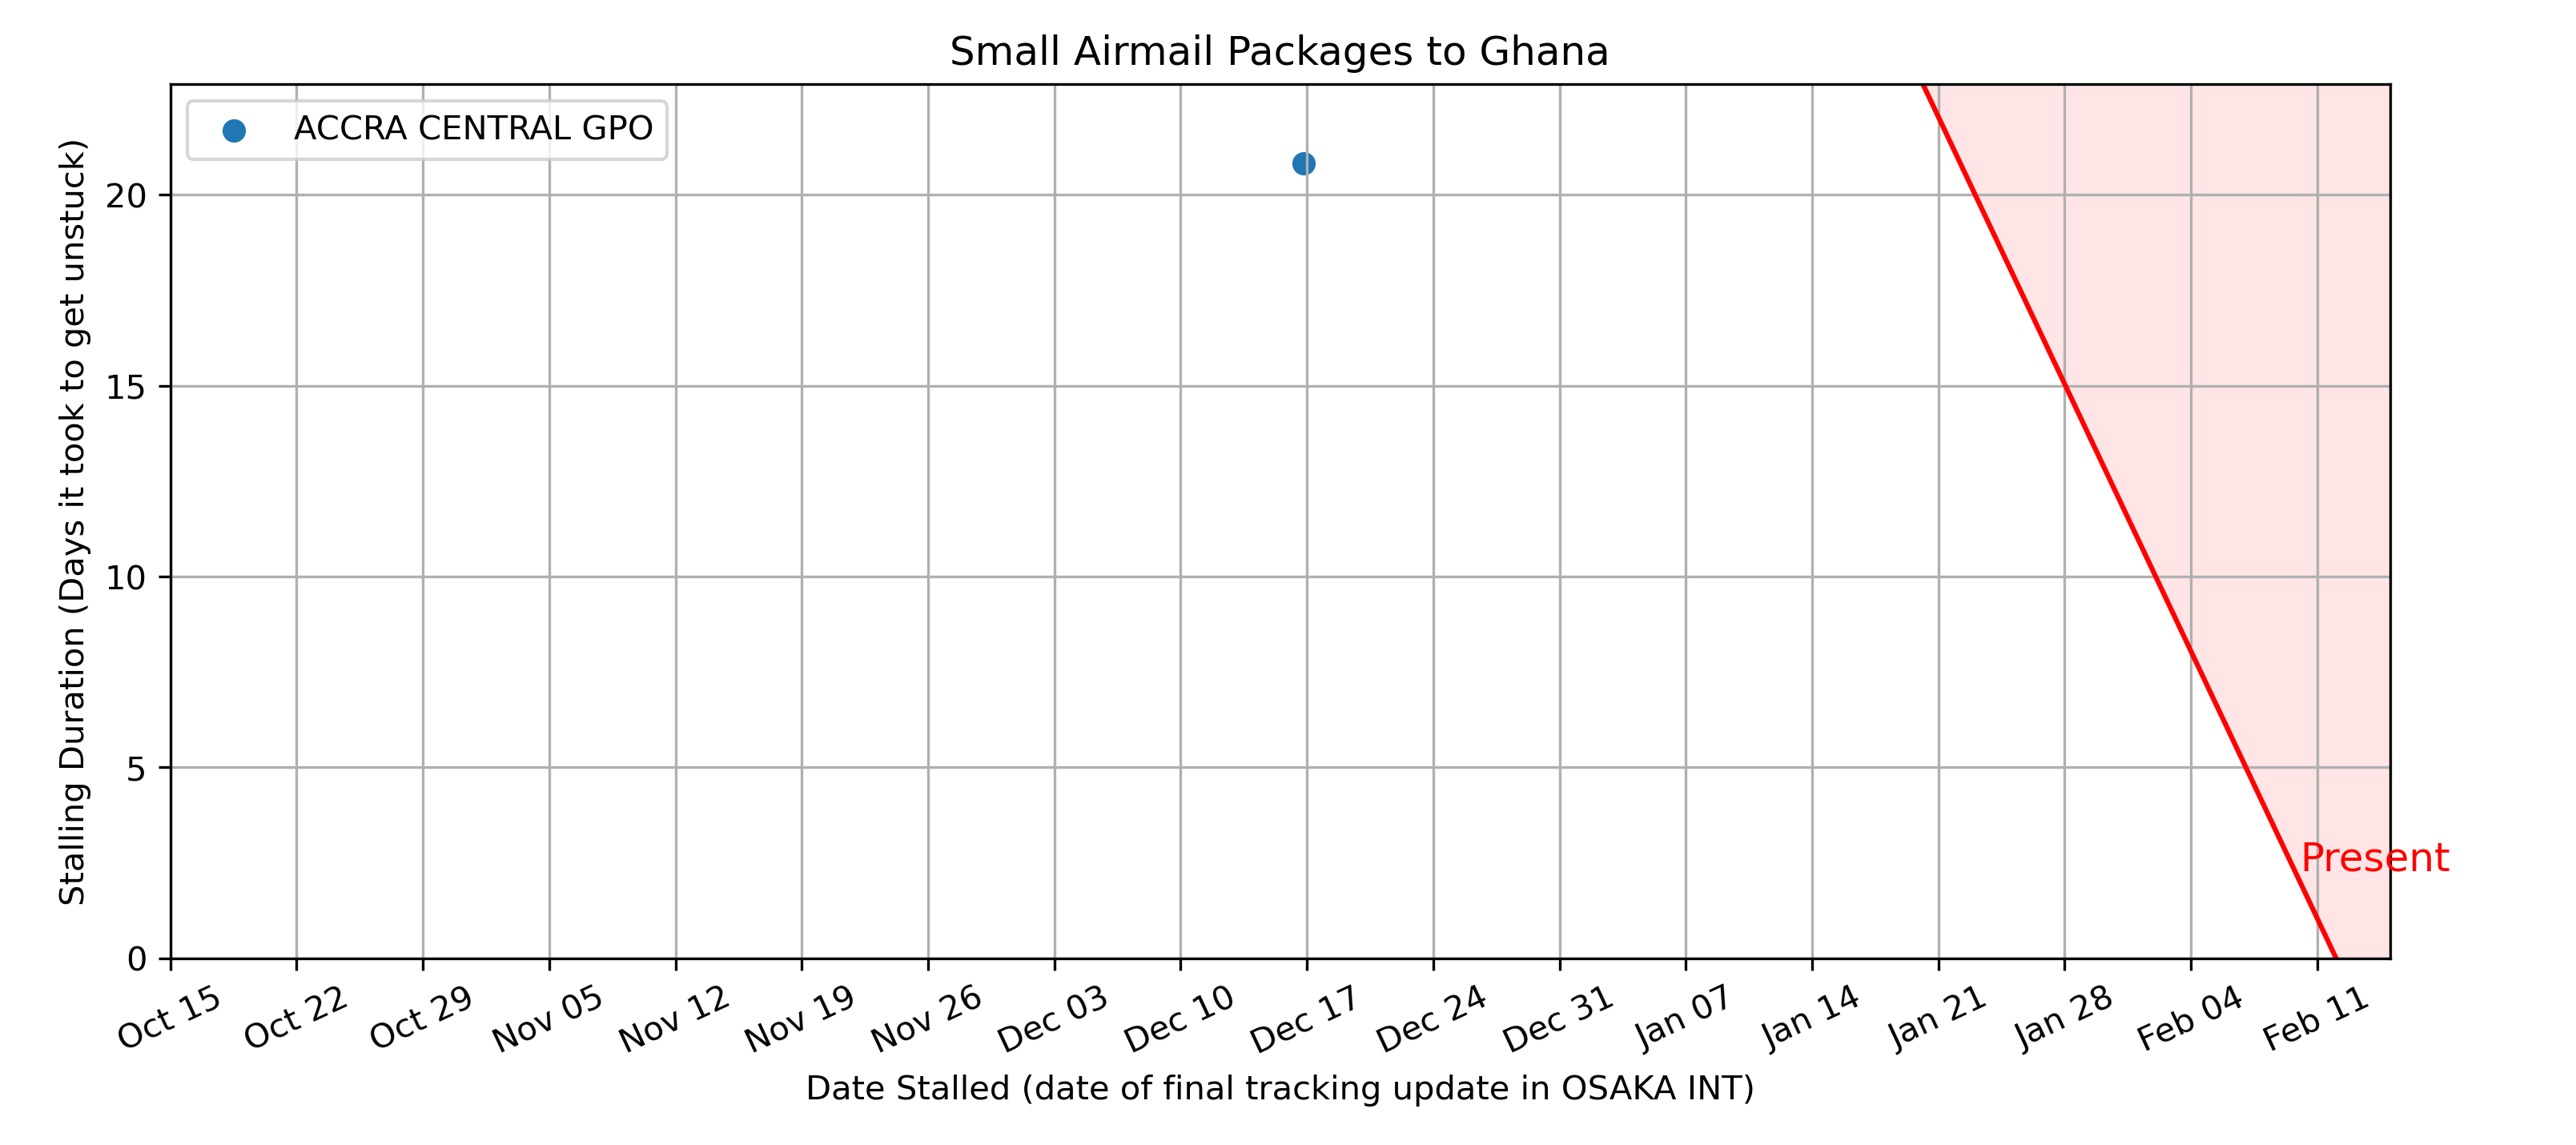 Small Airmail Packages to Ghana
ACCRA CENTRAL GPO
Stalling Duration (Days it took to get unstuck)
20
15
10
5
0
Present
Oct 15
Oct 22
Oct 29
Nov 05
Nov 12
Nov 19
Nov 26
Dec 03
Dec 10
Dec 17
Dec 24
Dec 31
Jan 07
Jan 14
Jan 21
Jan 28
Feb 04
Feb 11
Date Stalled (date of final tracking update in OSAKA INT)